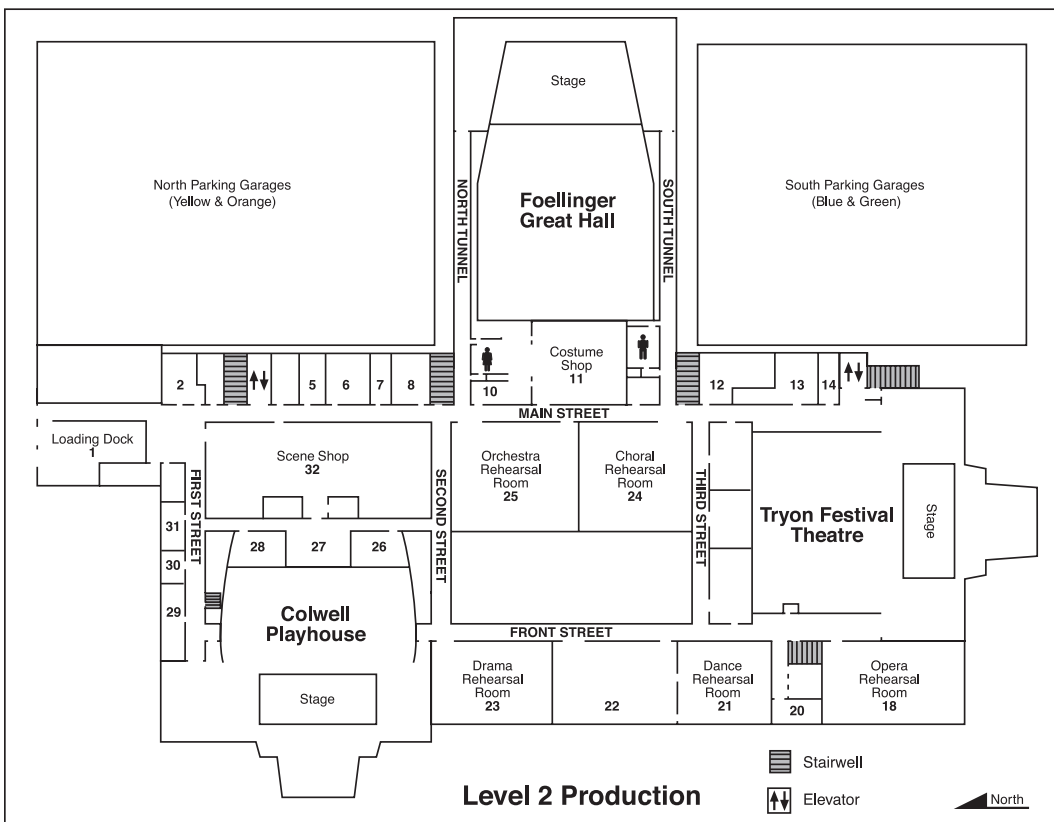 Stage
North Parking Garages
(Yellow & Orange)
NORTH TUNNEL
Foellinger
Great Hall
SOUTH TUNNEL
South Parking Garages
(Blue & Green)
2
5
6
7
8
10
Costume
Shop
11
12
13
14
MAIN STREET
Loading Dock
1
FIRST STREET
Scene Shop
32
SECOND STREET
Orchestra
Rehearsal
Room
25
Choral
Rehearsal
Room
24
THIRD STREET
Tryon Festival
Theatre
Stage
31
30
29
28
27
26
Colwell
Playhouse
Stage
FRONT STREET
Drama
Rehearsal
Room
23
22
Dance
Rehearsal
Room
21
20
Opera
Rehearsal
Room
18
Level 2 Production
Stairwell
Elevator
North